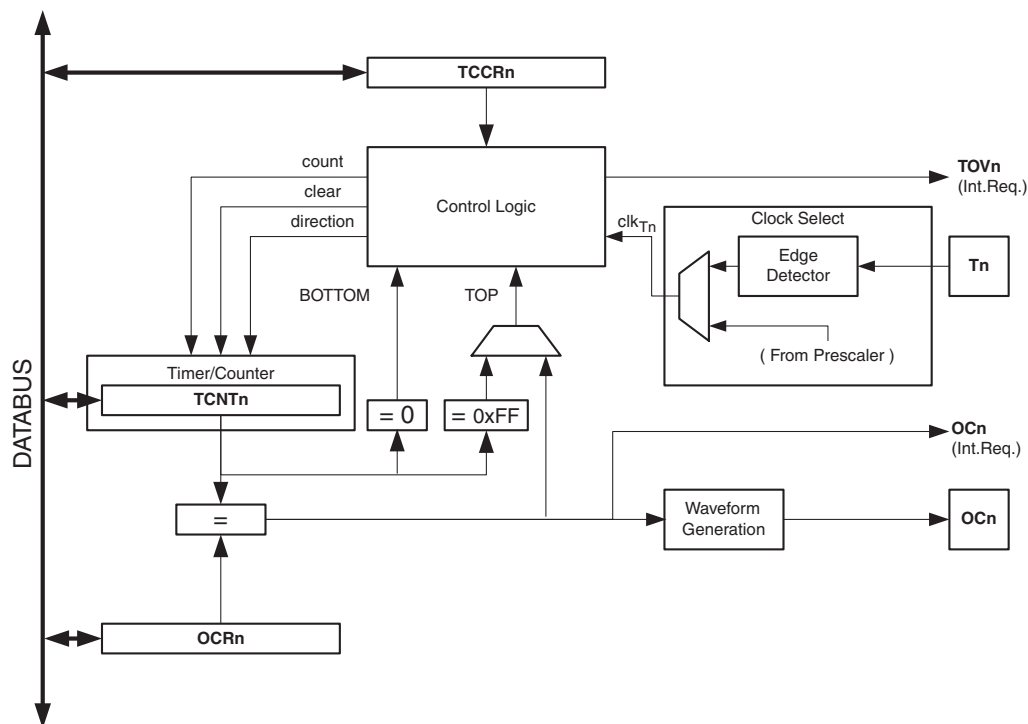 TCCRn
count
clear
direction
Control Logic
TOVn
(Int.Req.)
clkTn
Clock Select
Edge
Detector
Tn
( From Prescaler )
BOTTOM
TOP
Timer/Counter
TCNTn
= 0
= 0xFF
DATABUS
OCn
(Int.Req.)
=
Waveform
Generation
OCn
OCRn